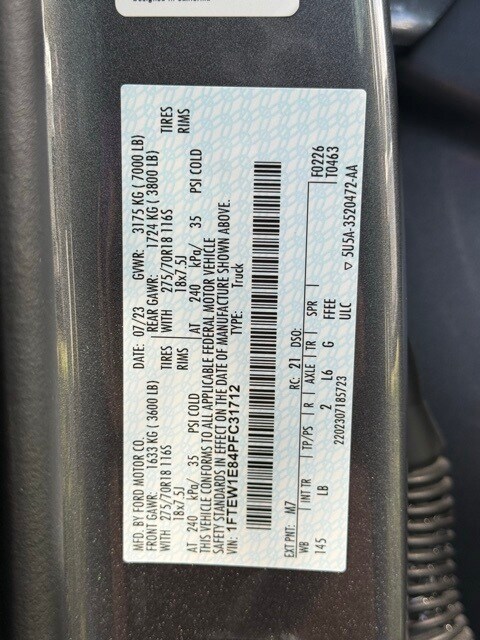 Designed in California
MFD. BY FORD MOTOR CO. DATE: 07/23 GVWR: 3175 KG ( 7000 LB)
FRONT GAWR: 1633 KG (3600 LB) REAR GAWR: 1724 KG ( 3800 LB)
WITH 275/70R18 116S TIRES WITH 275/70R18 116S TIRES
18x7.5J RIMS 18x7.5J RIMS
AT 240 kPa/ 35 PSI COLD AT 240 kPa/ 35 PSI COLD
THIS VEHICLE CONFORMS TO ALL APPLICABLE FEDERAL MOTOR VEHICLE
SAFETY STANDARDS IN EFFECT ON THE DATE OF MANUFACTURE SHOWN ABOVE.
VIN: 1FTEW1E84PFC31712 TYPE: Truck
F0226
T0463
EXT PNT: M7 RC: 21 DSO:
WB INT TR TP/PS R AXLE TR SPR
145 LB 2 L6 G FFEE
2202307185723 ULC
5U5A-3520472-AA